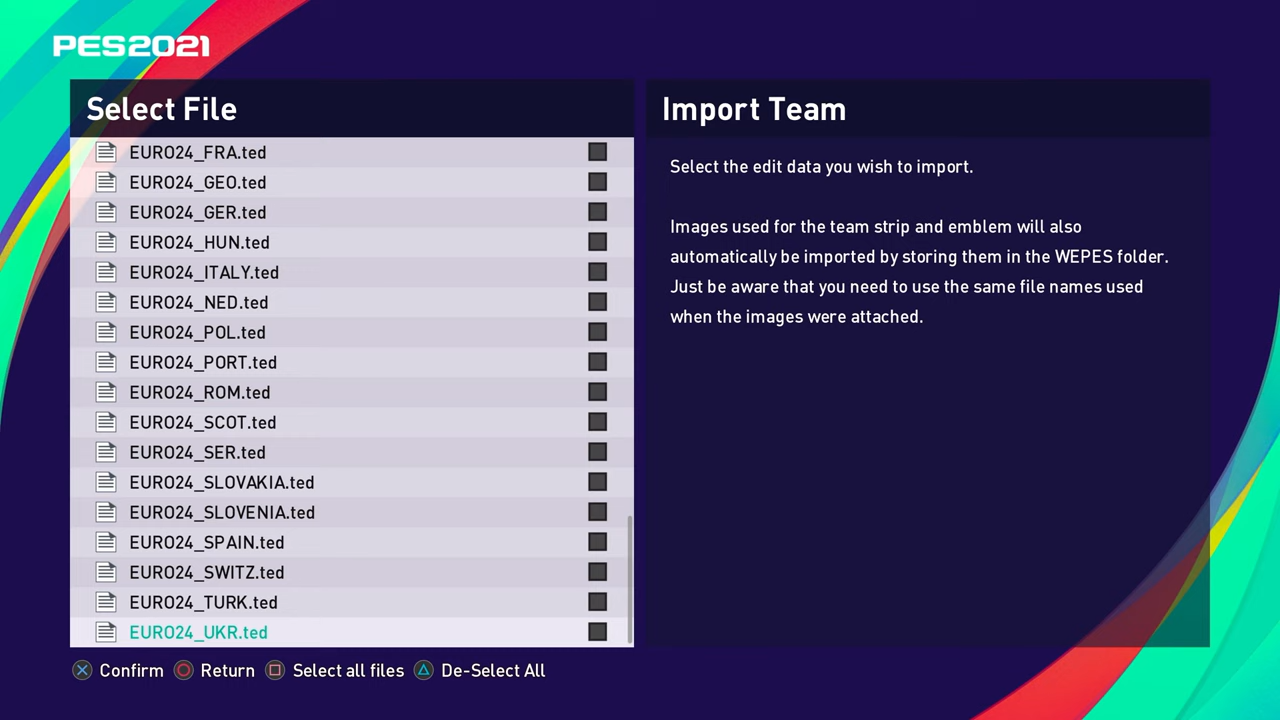 PES2021
Select File
EURO24_FRA.ted
EURO24_GEO.ted
EURO24_GER.ted
EURO24_HUN.ted
EURO24_ITALY.ted
EURO24_NED.ted
EURO24_POL.ted
EURO24_PORT.ted
EURO24_ROM.ted
EURO24_SCOT.ted
EURO24_SER.ted
EURO24_SLOVAKIA.ted
EURO24_SLOVENIA.ted
EURO24_SPAIN.ted
EURO24_SWITZ.ted
EURO24_TURK.ted
EURO24_UKR.ted
Import Team
Select the edit data you wish to import.
Images used for the team strip and emblem will also
automatically be imported by storing them in the WEPES folder.
Just be aware that you need to use the same file names used
when the images were attached.
Confirm Return Select all files De-Select All